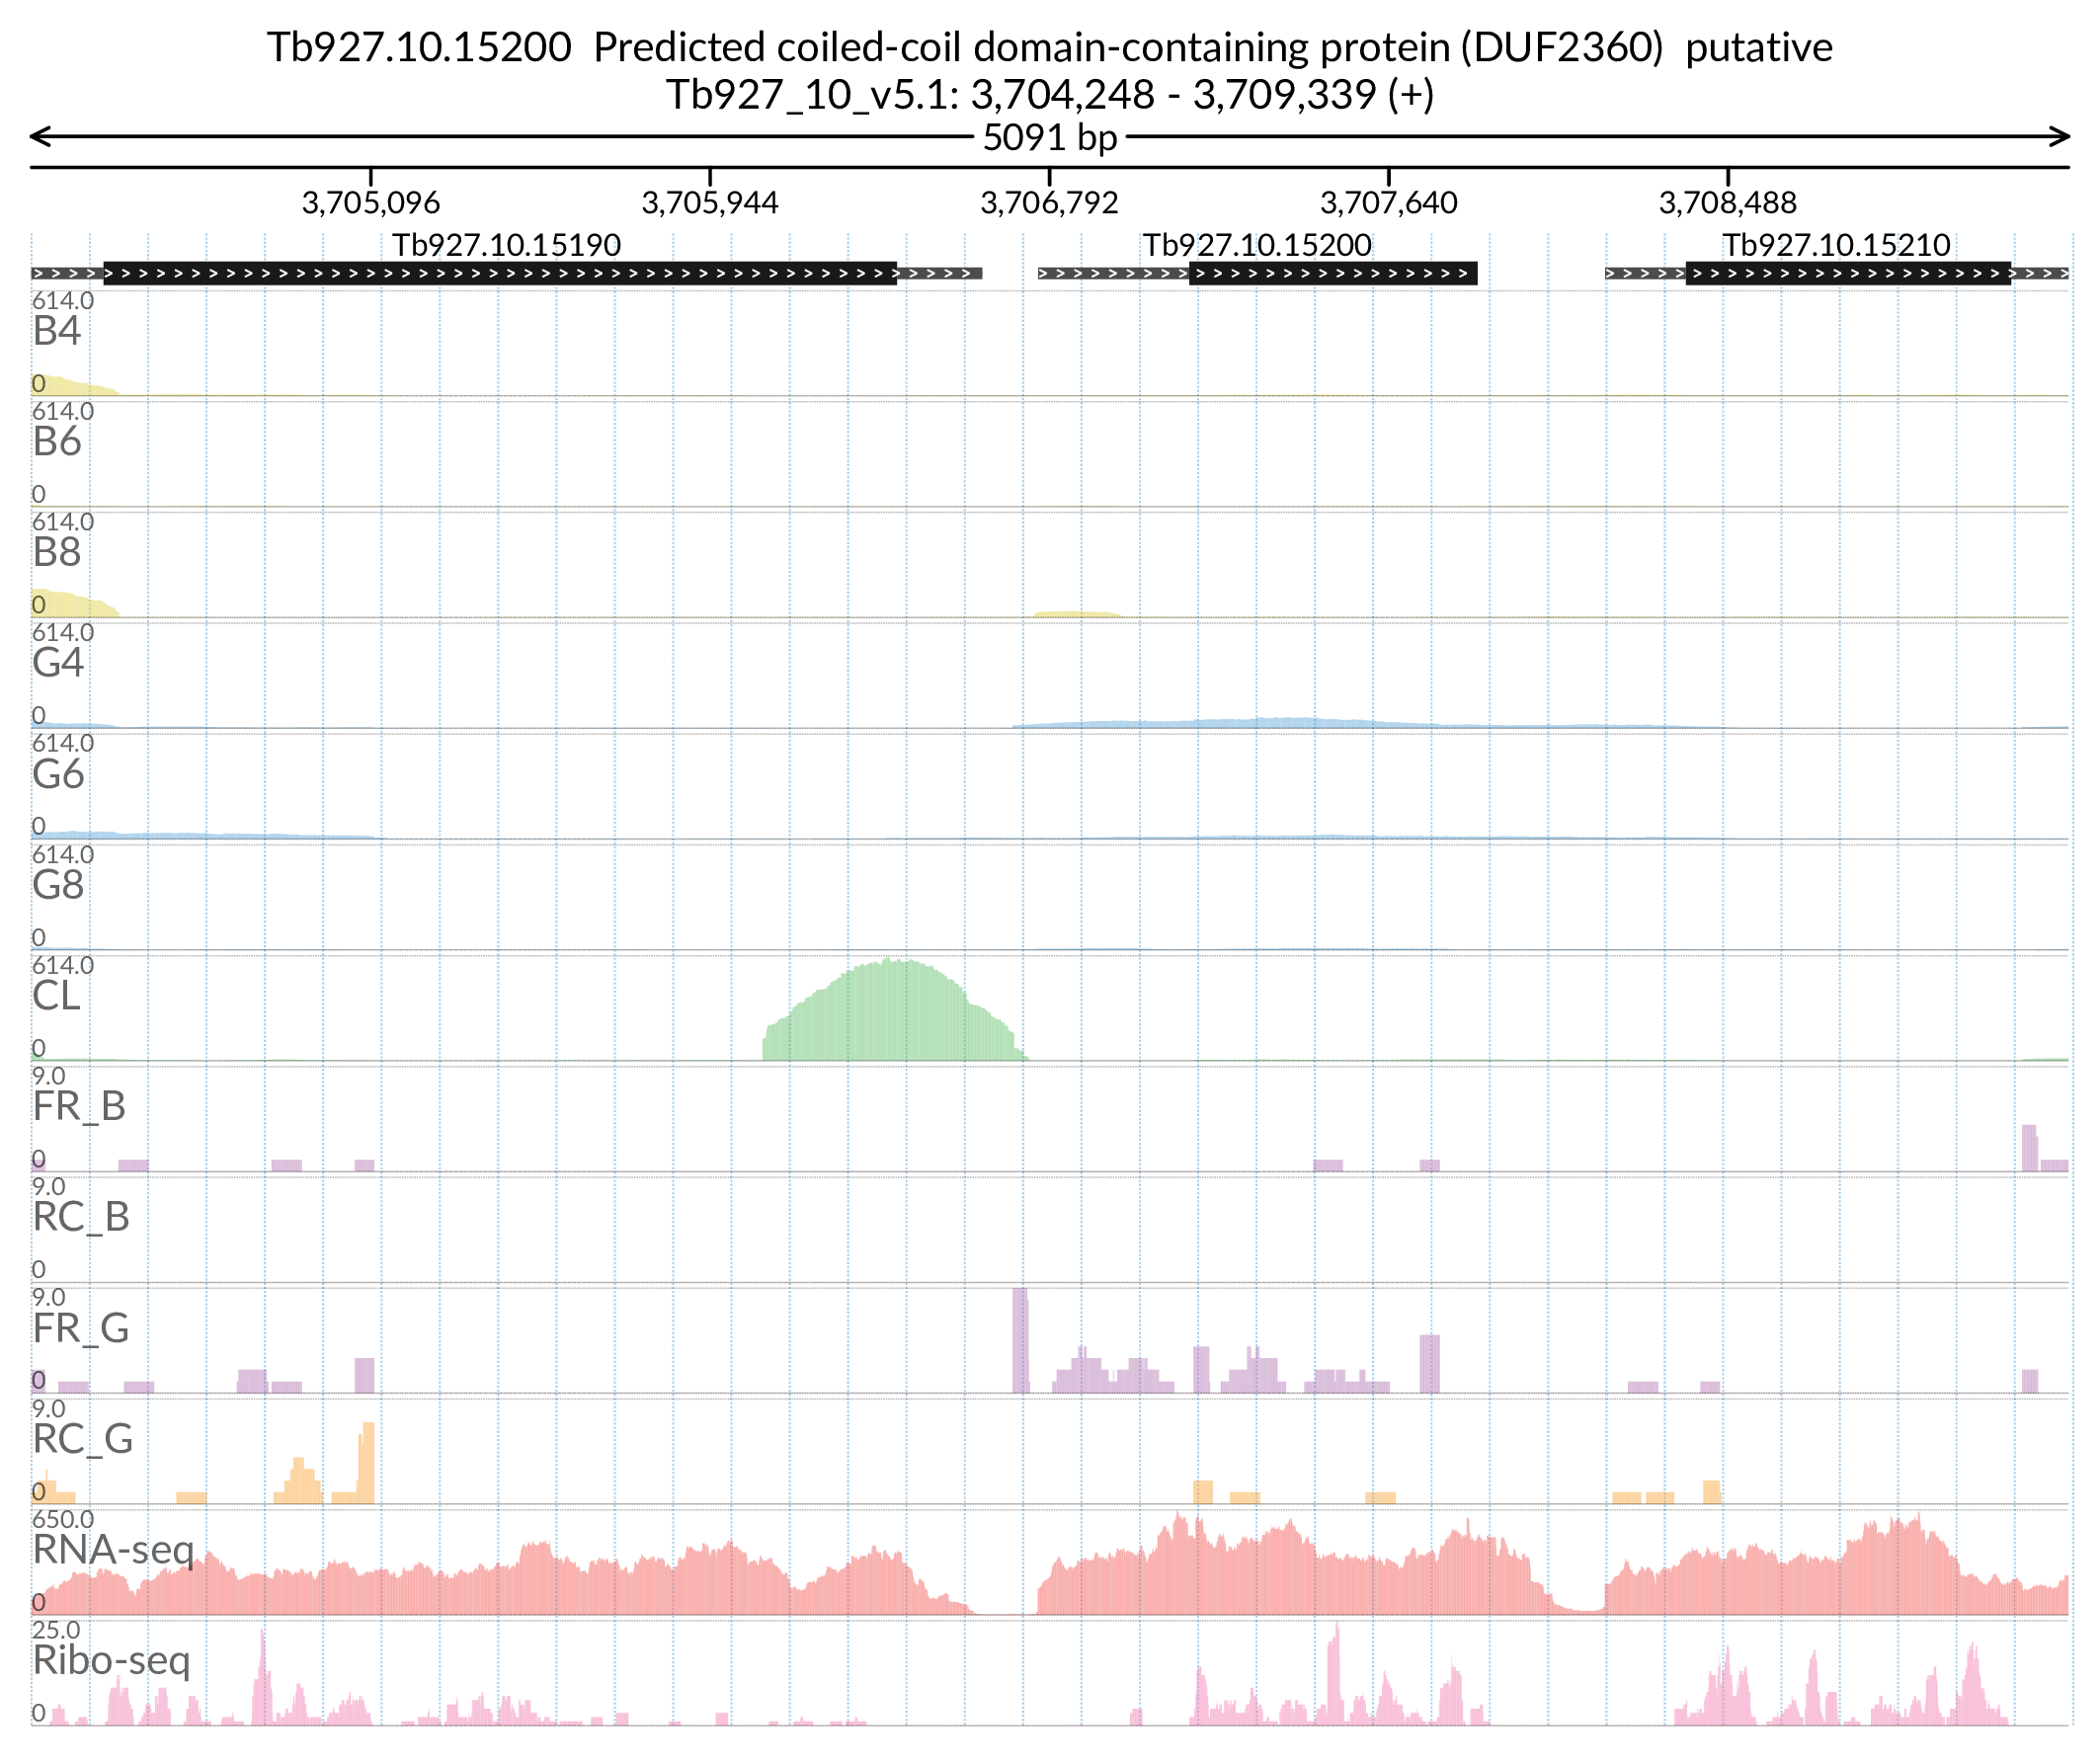 Tb927.10.15200  Predicted coiled-coil domain-containing protein (DUF2360)  putative
Tb927_10_v5.1: 3,704,248 - 3,709,339 (+)
5091 bp
3,705,096 3,705,944 3,706,792 3,707,640 3,708,488
Tb927.10.15190 Tb927.10.15200 Tb927.10.15210
614.0
B4
0
614.0
B6
0
614.0
B8
0
614.0
G4
0
614.0
G6
0
614.0
G8
0
614.0
CL
0
9.0
FR_B
0
9.0
RC_B
0
9.0
FR_G
0
9.0
RC_G
0
650.0
RNA-seq
0
25.0
Ribo-seq
0